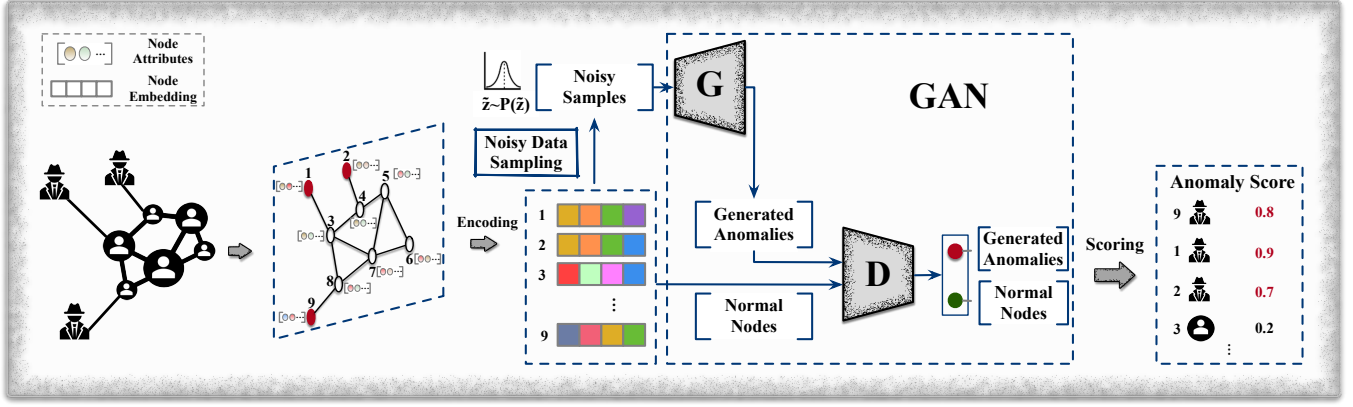 [ ... ]
Node
Attributes
Node
Embedding
1
2
3
4
5
6
7
8
9
Encoding
z̃~P(z̃)
Noisy
Samples
Noisy Data
Sampling
1
2
3
⋮
9
G
GAN
Generated
Anomalies
Normal
Nodes
D
Generated
Anomalies
Normal
Nodes
Scoring
Anomaly Score
9 0.8
1 0.9
2 0.7
3 0.2
⋮